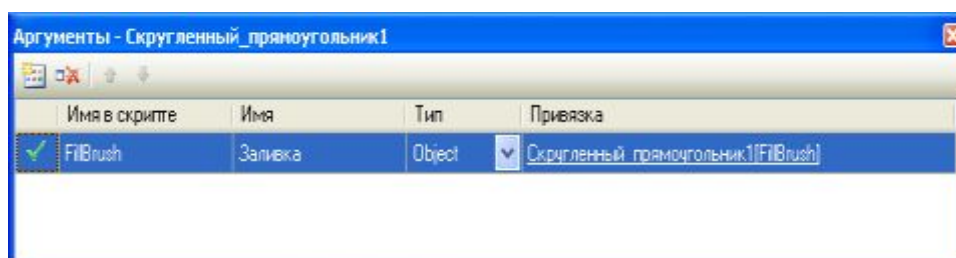 Аргументы - Скругленный_прямоугольник1
Имя в скрипте Имя Тип Привязка
FillBrush Заливка Object Скругленный_прямоугольник1[FillBrush]